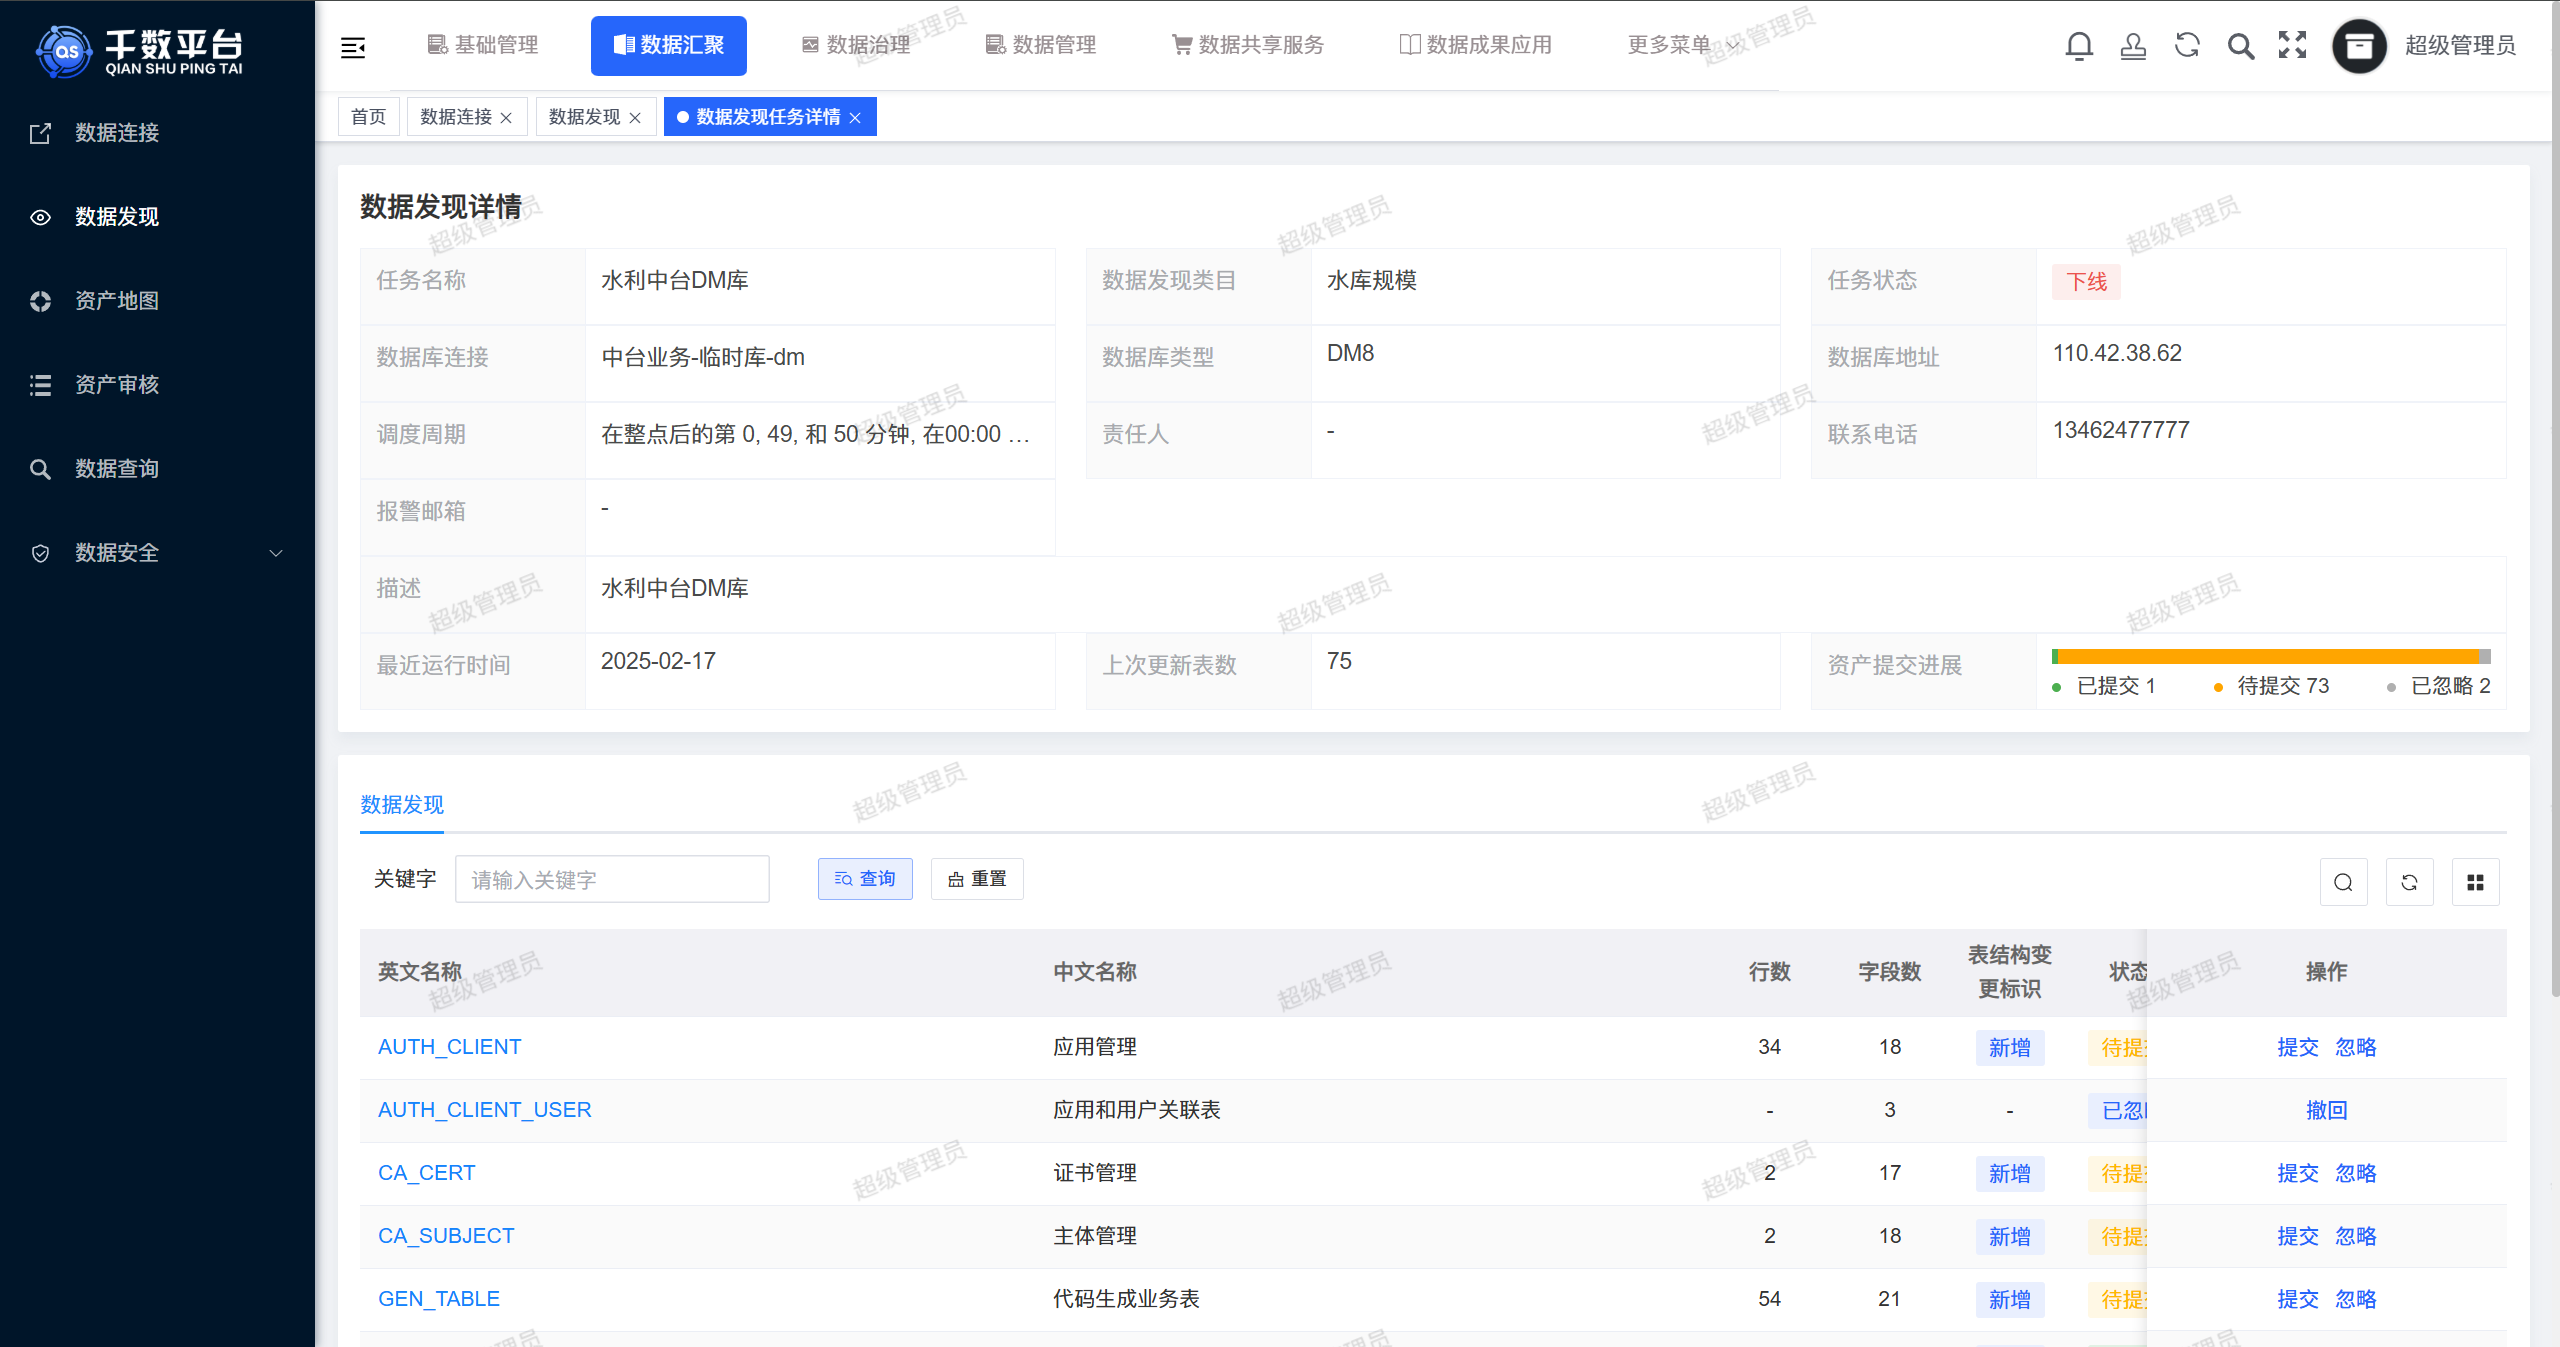 千数平台
QIAN SHU PING TAI
基础管理
数据汇聚
数据治理
数据管理
数据共享服务
数据成果应用
更多菜单
超级管理员
数据连接
数据发现
资产地图
资产审核
数据查询
数据安全
首页
数据连接
数据发现
数据发现任务详情
数据发现详情
任务名称 水利中台DM库 数据发现类目 水库规模 任务状态 下线
数据库连接 中台业务-临时库-dm 数据库类型 DM8 数据库地址 110.42.38.62
调度周期 在整点后的第 0, 49, 和 50 分钟, 在00:00 … 责任人 - 联系电话 13462477777
报警邮箱 -
描述 水利中台DM库
最近运行时间 2025-02-17 上次更新表数 75 资产提交进展
已提交 1 待提交 73 已忽略 2
数据发现
关键字 请输入关键字 查询 重置
英文名称 中文名称 行数 字段数 表结构变更标识 状态 操作
AUTH_CLIENT 应用管理 34 18 新增 待提 提交 忽略
AUTH_CLIENT_USER 应用和用户关联表 - 3 - 已忽 撤回
CA_CERT 证书管理 2 17 新增 待提 提交 忽略
CA_SUBJECT 主体管理 2 18 新增 待提 提交 忽略
GEN_TABLE 代码生成业务表 54 21 新增 待提 提交 忽略